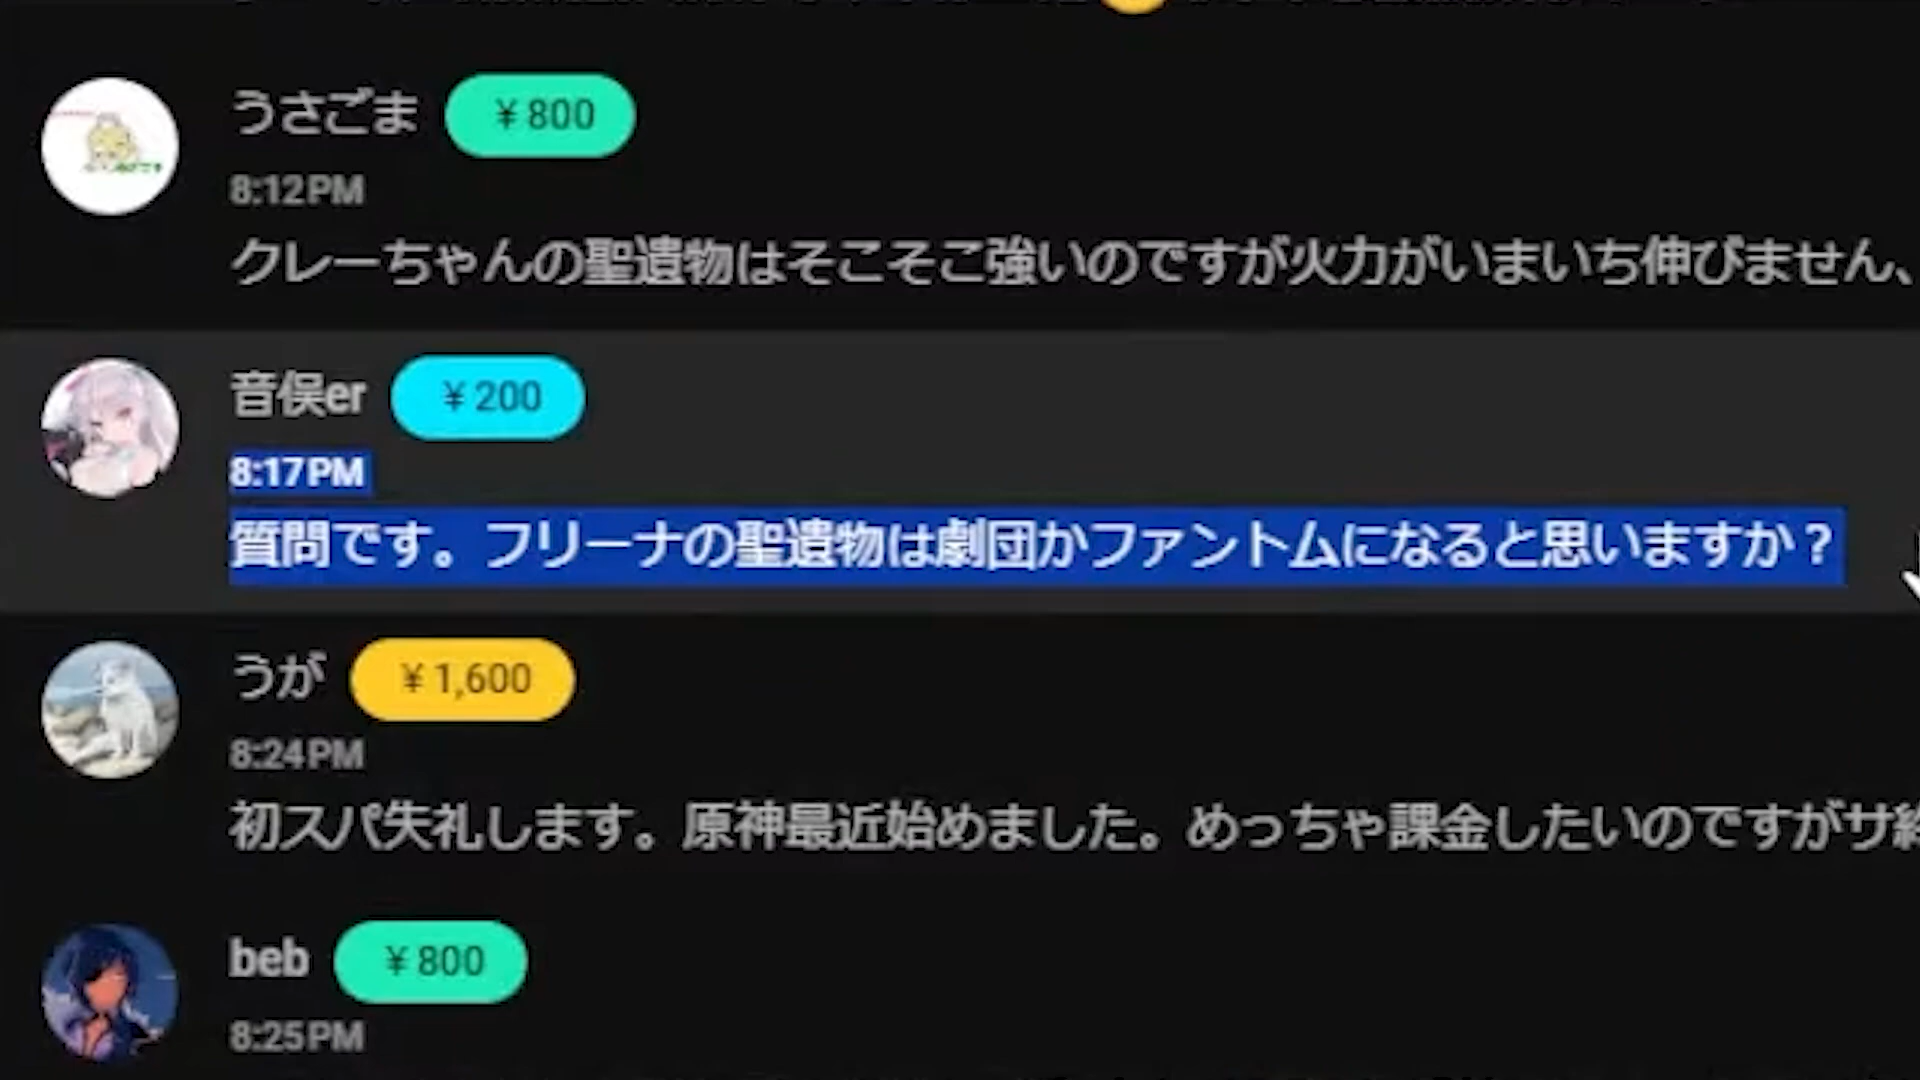 うさごま ¥800
8:12PM
クレーちゃんの聖遺物はそこそこ強いのですが火力がいまいち伸びません、
音俣er ¥200
8:17PM
質問です。フリーナの聖遺物は劇団かファントムになると思いますか？
うが ¥1,600
8:24PM
初スパ失礼します。原神最近始めました。めっちゃ課金したいのですがサ終
beb ¥800
8:25PM